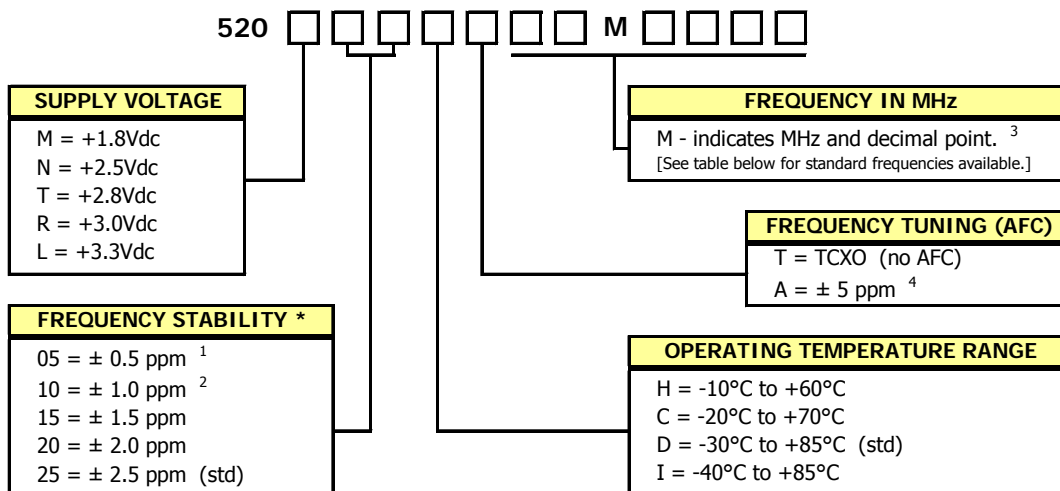 520 M
SUPPLY VOLTAGE
M = +1.8Vdc
N = +2.5Vdc
T = +2.8Vdc
R = +3.0Vdc
L = +3.3Vdc
FREQUENCY IN MHz
M - indicates MHz and decimal point. 3
[See table below for standard frequencies available.]
FREQUENCY TUNING (AFC)
T = TCXO (no AFC)
A = ± 5 ppm 4
FREQUENCY STABILITY *
05 = ± 0.5 ppm 1
10 = ± 1.0 ppm 2
15 = ± 1.5 ppm
20 = ± 2.0 ppm
25 = ± 2.5 ppm (std)
OPERATING TEMPERATURE RANGE
H = -10°C to +60°C
C = -20°C to +70°C
D = -30°C to +85°C (std)
I = -40°C to +85°C